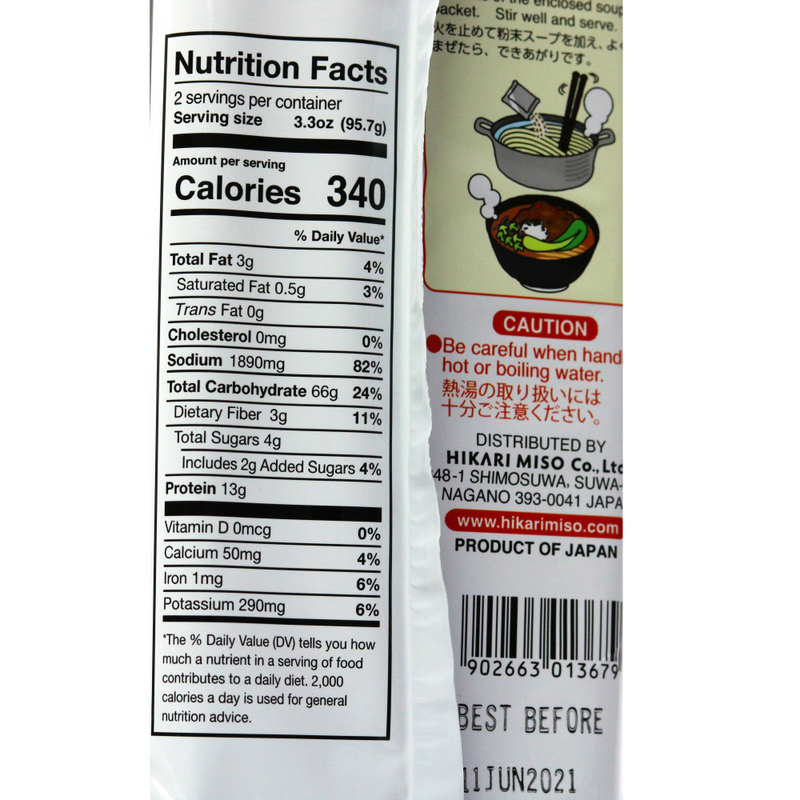 Nutrition Facts
2 servings per container
Serving size 3.3oz (95.7g)
Amount per serving
Calories 340
% Daily Value*
Total Fat 3g 4%
Saturated Fat 0.5g 3%
Trans Fat 0g
Cholesterol 0mg 0%
Sodium 1890mg 82%
Total Carbohydrate 66g 24%
Dietary Fiber 3g 11%
Total Sugars 4g
Includes 2g Added Sugars 4%
Protein 13g
Vitamin D 0mcg 0%
Calcium 50mg 4%
Iron 1mg 6%
Potassium 290mg 6%
*The % Daily Value (DV) tells you how
much a nutrient in a serving of food
contributes to a daily diet. 2,000
calories a day is used for general
nutrition advice.
of the enclosed soup
packet. Stir well and serve.
火を止めて粉末スープを加え、よく
まぜたら、できあがりです。
CAUTION
●Be careful when hand
hot or boiling water.
熱湯の取り扱いには
十分ご注意ください。
DISTRIBUTED BY
HIKARI MISO Co., Ltd
48-1 SHIMOSUWA, SUWA-
NAGANO 393-0041 JAPA
www.hikarimiso.com
PRODUCT OF JAPAN
902663 013679
BEST BEFORE
11JUN2021